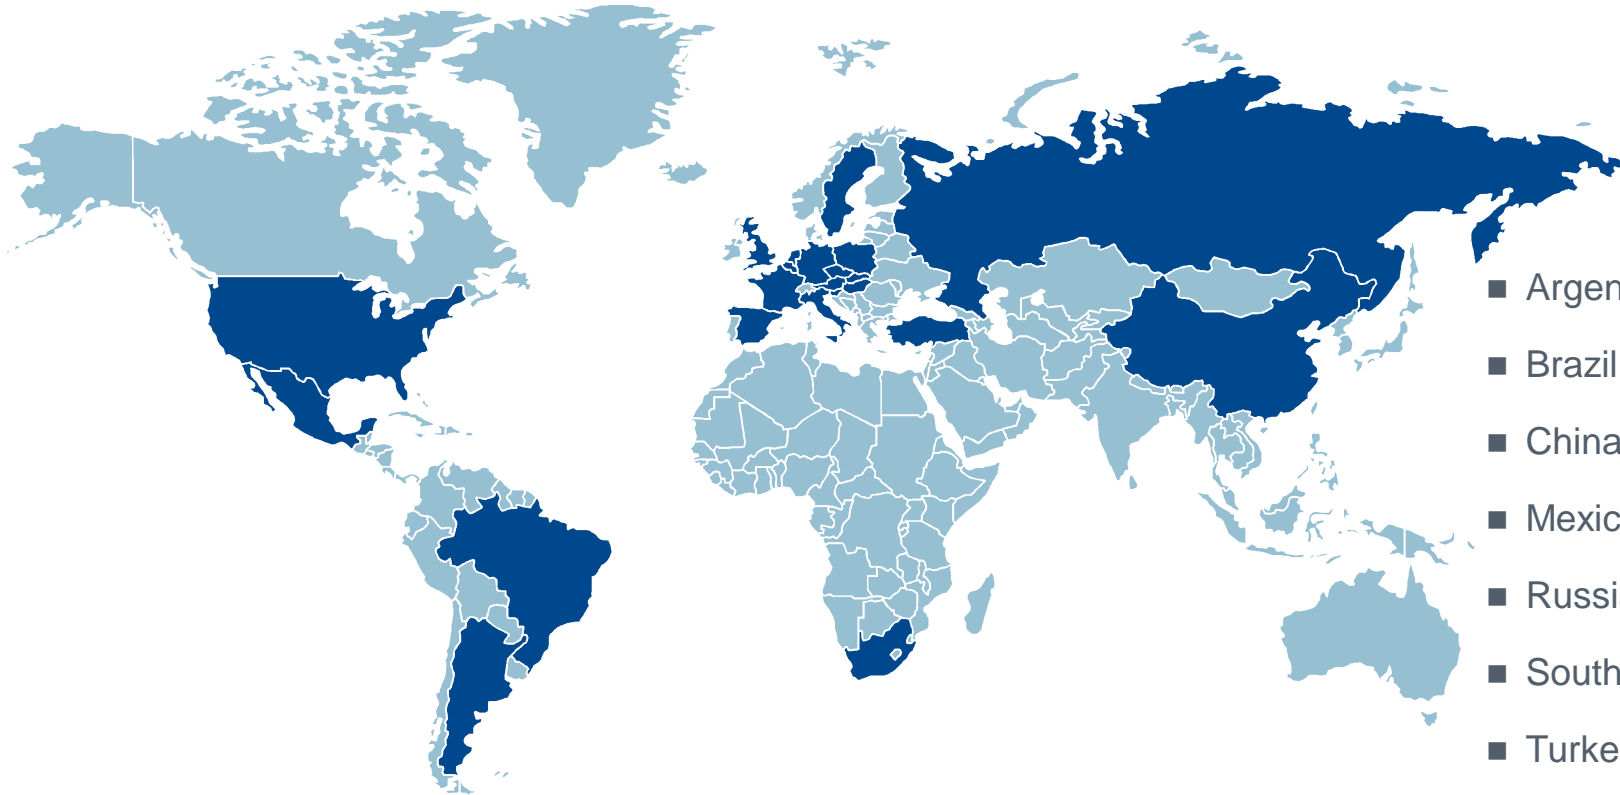 ■ Argen
■ Brazil
■ China
■ Mexic
■ Russi
■ South
■ Turke